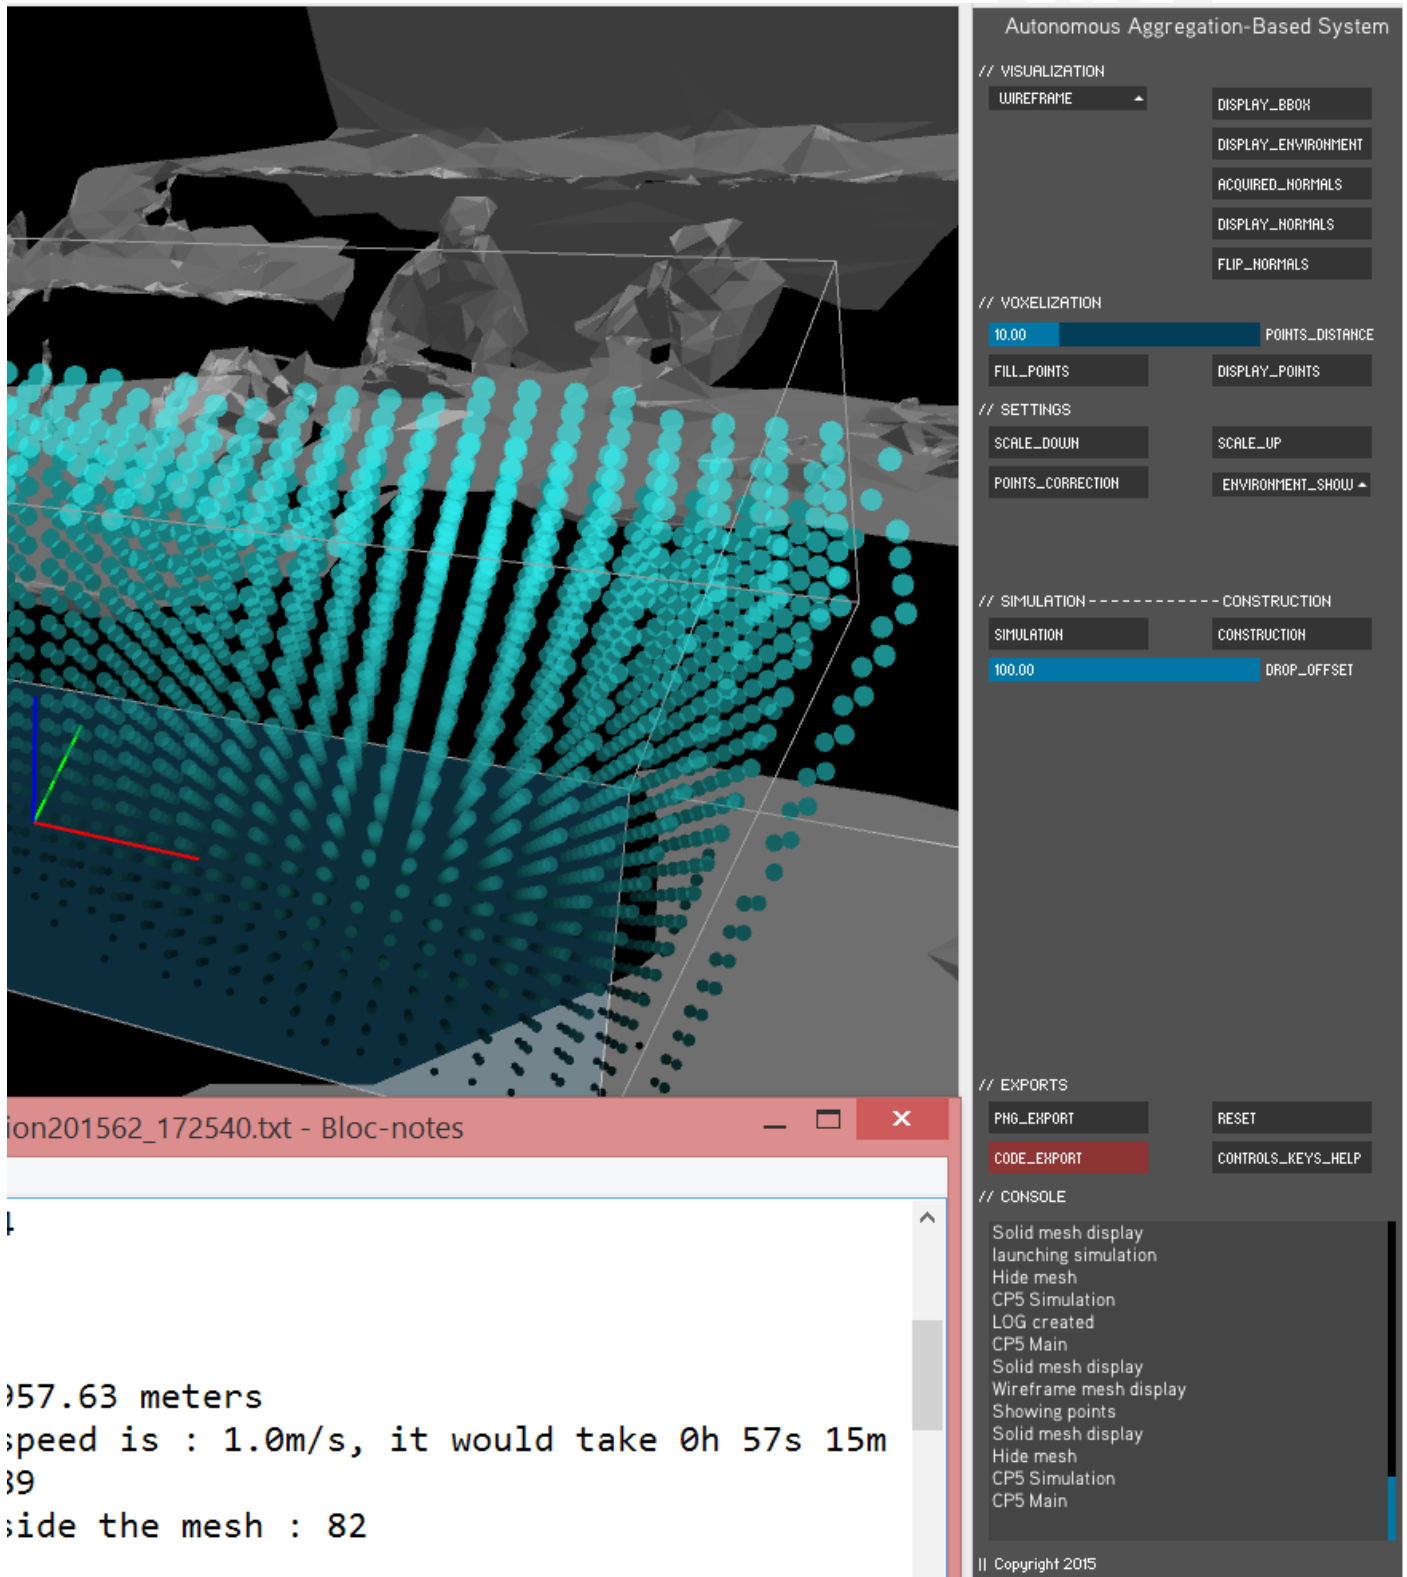 Autonomous Aggregation-Based System
// VISUALIZATION
WIREFRAME
DISPLAY_BBOX
DISPLAY_ENVIRONMENT
ACQUIRED_NORMALS
DISPLAY_NORMALS
FLIP_NORMALS
// VOXELIZATION
10.00 POINTS_DISTANCE
FILL_POINTS DISPLAY_POINTS
// SETTINGS
SCALE_DOWN SCALE_UP
POINTS_CORRECTION ENVIRONMENT_SHOW
// SIMULATION------------CONSTRUCTION
SIMULATION CONSTRUCTION
100.00 DROP_OFFSET
// EXPORTS
PNG_EXPORT RESET
CODE_EXPORT CONTROLS_KEYS_HELP
// CONSOLE
Solid mesh display
launching simulation
Hide mesh
CP5 Simulation
LOG created
CP5 Main
Solid mesh display
Wireframe mesh display
Showing points
Solid mesh display
Hide mesh
CP5 Simulation
CP5 Main
|| Copyright 2015
ion201562_172540.txt - Bloc-notes
957.63 meters
speed is : 1.0m/s, it would take 0h 57s 15m
39
side the mesh : 82